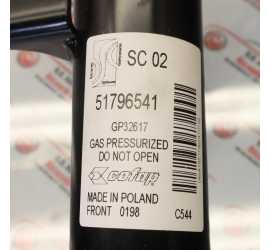 SC 02
51796541
GP32617
GAS PRESSURIZED
DO NOT OPEN
cofap
MADE IN POLAND
FRONT 0198 C544